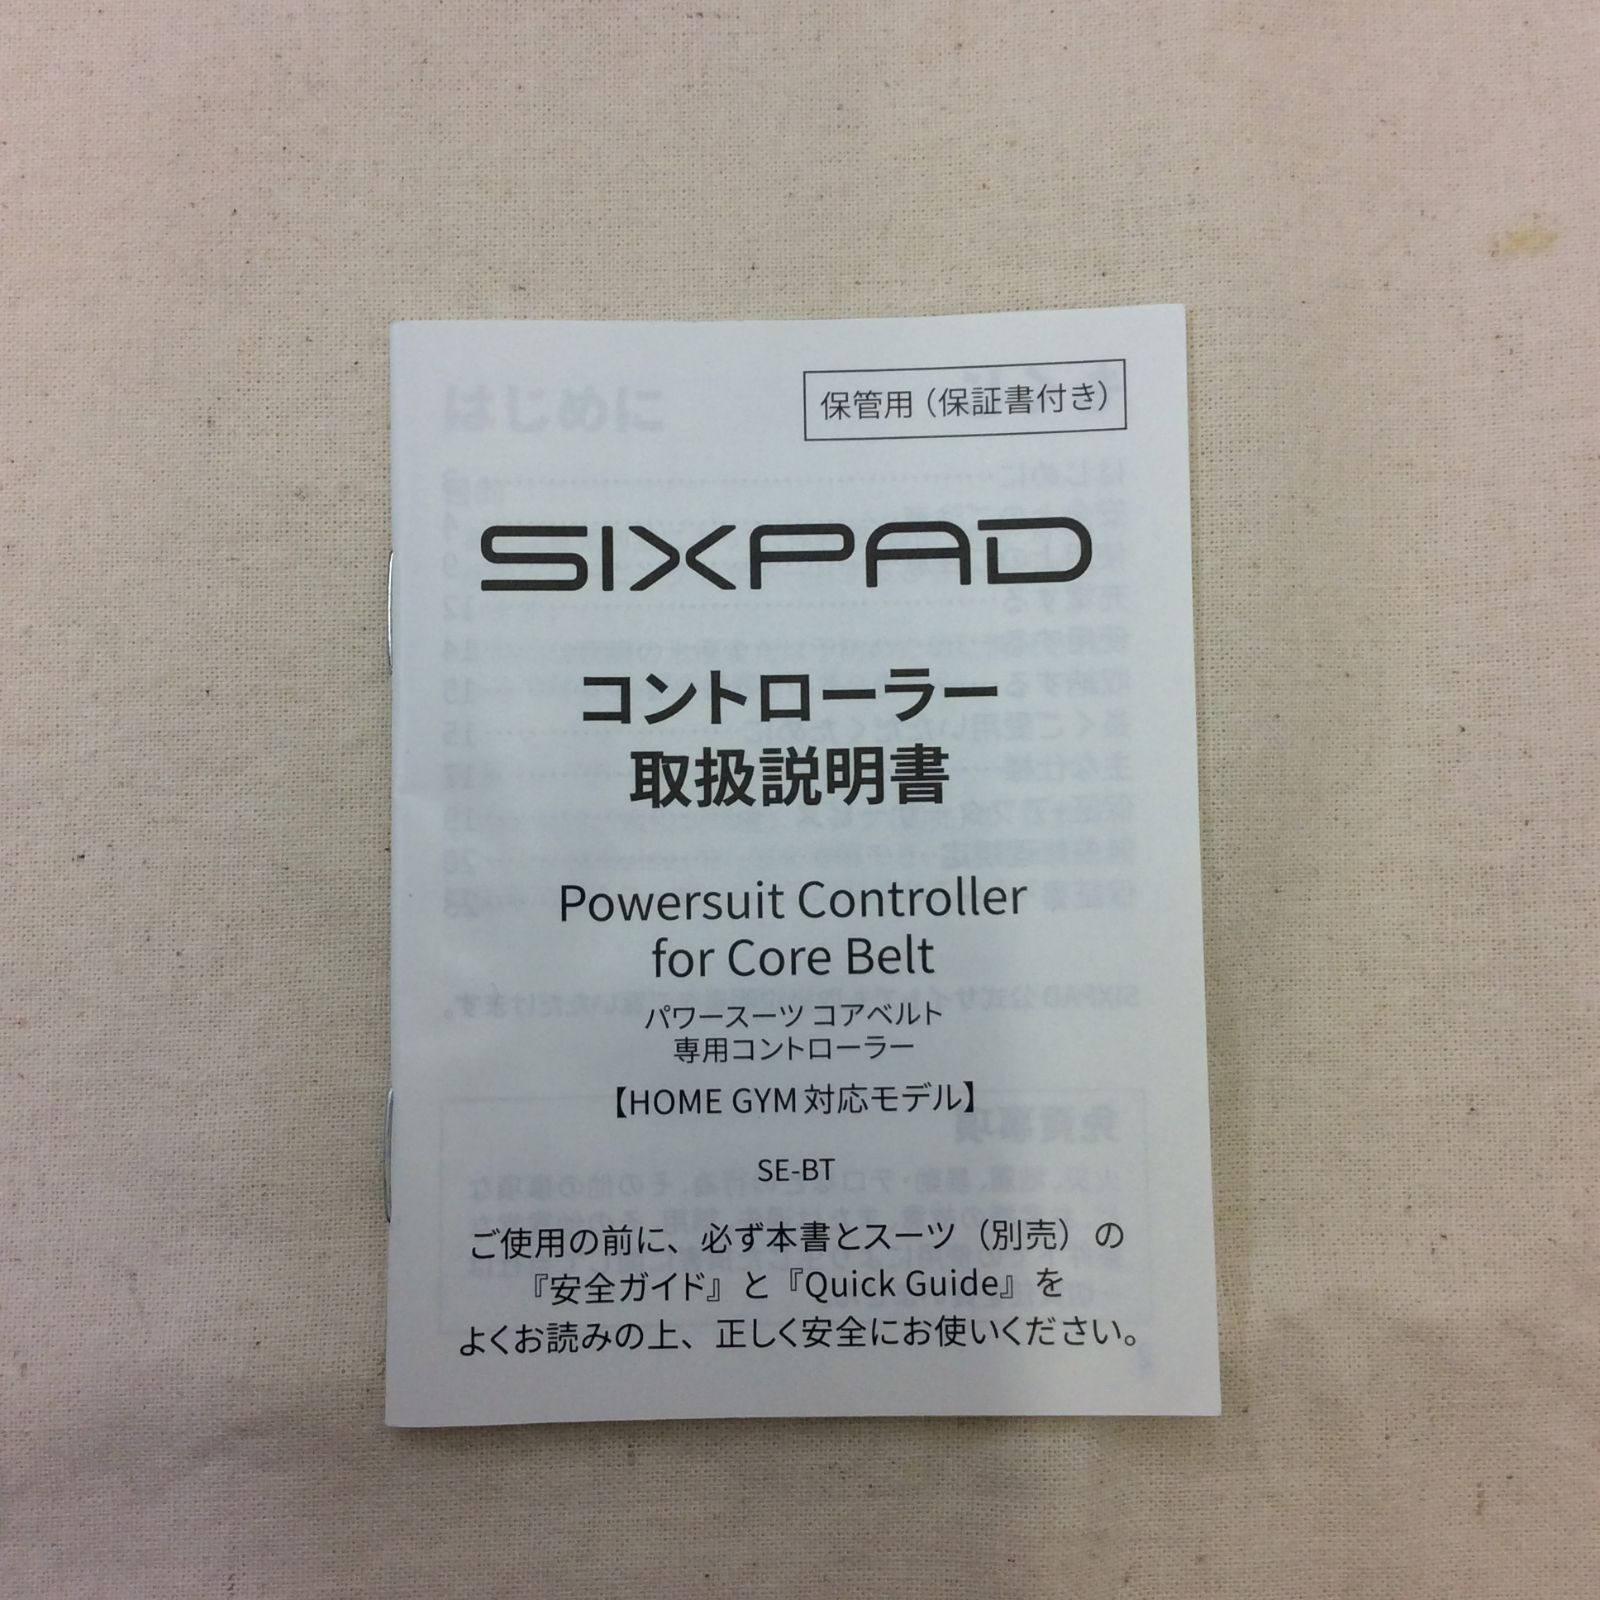 保管用（保証書付き）
SIXPAD
コントローラー
取扱説明書
Powersuit Controller
for Core Belt
パワースーツ コアベルト
専用コントローラー
【HOME GYM対応モデル】
SE-BT
ご使用の前に、必ず本書とスーツ（別売）の
『安全ガイド』と『Quick Guide』を
よくお読みの上、正しく安全にお使いください。